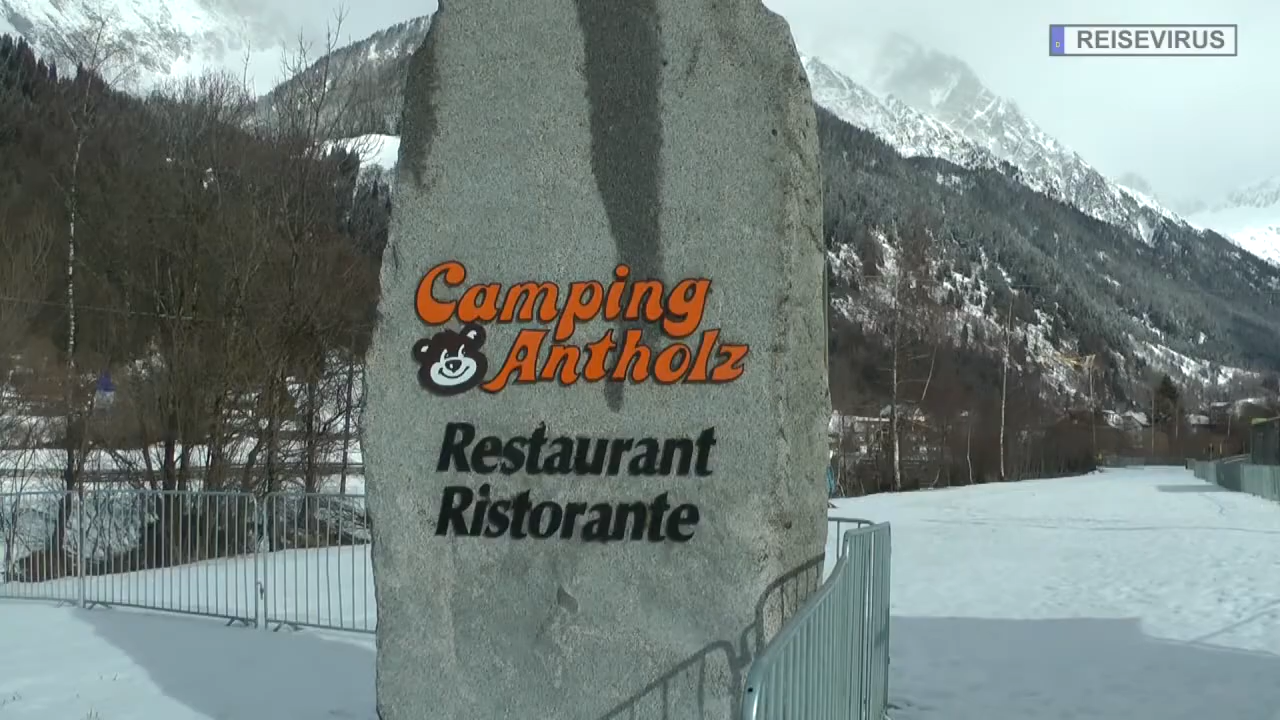 REISEVIRUS
Camping
Antholz
Restaurant
Ristorante